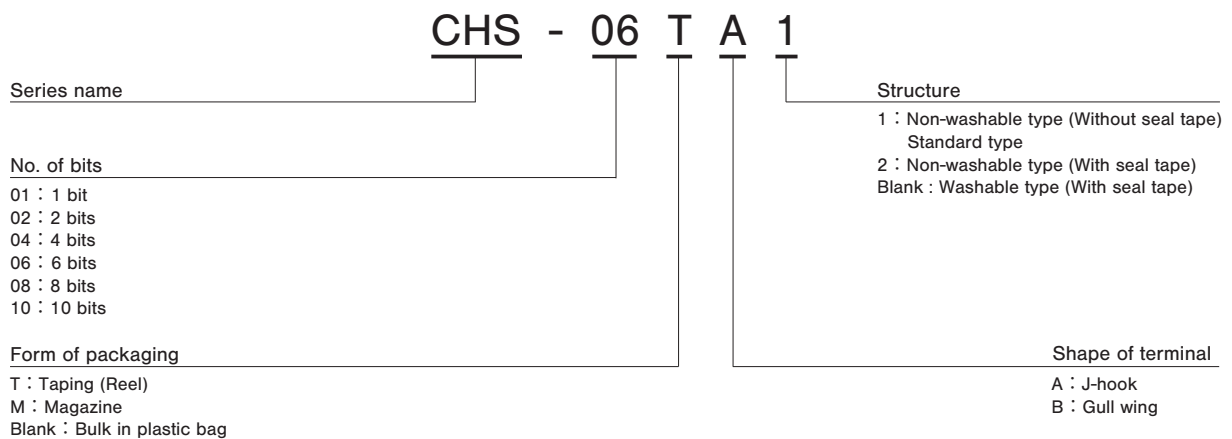 CHS - 06 T A 1
Series name
No. of bits
01：1 bit
02：2 bits
04：4 bits
06：6 bits
08：8 bits
10：10 bits
Form of packaging
T：Taping (Reel)
M：Magazine
Blank：Bulk in plastic bag
Structure
1：Non-washable type (Without seal tape)
Standard type
2：Non-washable type (With seal tape)
Blank : Washable type (With seal tape)
Shape of terminal
A：J-hook
B：Gull wing